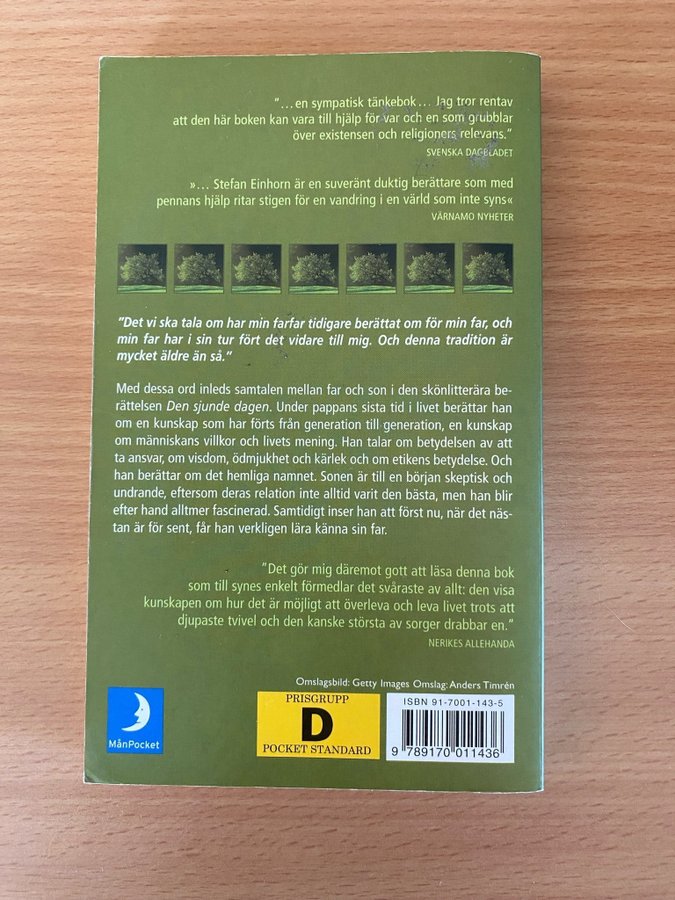 "...en sympatisk tänkebok... Jag tror rentav
att den här boken kan vara till hjälp för var och en som grubblar
över existensen och religioners relevans."
SVENSKA DAGBLADET
»... Stefan Einhorn är en suveränt duktig berättare som med
pennans hjälp ritar stigen för en vandring i en värld som inte syns«
VÄRNAMO NYHETER
"Det vi ska tala om har min farfar tidigare berättat om för min far, och
min far har i sin tur fört det vidare till mig. Och denna tradition är
mycket äldre än så."
Med dessa ord inleds samtalen mellan far och son i den skönlitterära be-
rättelsen Den sjunde dagen. Under pappans sista tid i livet berättar han
om en kunskap som har förts från generation till generation, en kunskap
om människans villkor och livets mening. Han talar om betydelsen av att
ta ansvar, om visdom, ödmjukhet och kärlek och om etikens betydelse. Och
han berättar om det hemliga namnet. Sonen är till en början skeptisk och
undrande, eftersom deras relation inte alltid varit den bästa, men han blir
efter hand alltmer fascinerad. Samtidigt inser han att först nu, när det näs-
tan är för sent, får han verkligen lära känna sin far.
"Det gör mig däremot gott att läsa denna bok
som till synes enkelt förmedlar det svåraste av allt: den visa
kunskapen om hur det är möjligt att överleva och leva livet trots att
djupaste tvivel och den kanske största av sorger drabbar en."
NERIKES ALLEHANDA
Omslagsbild: Getty Images Omslag: Anders Timrén
MånPocket
PRISGRUPP
D
POCKET STANDARD
ISBN 91-7001-143-5
9 789170 011436